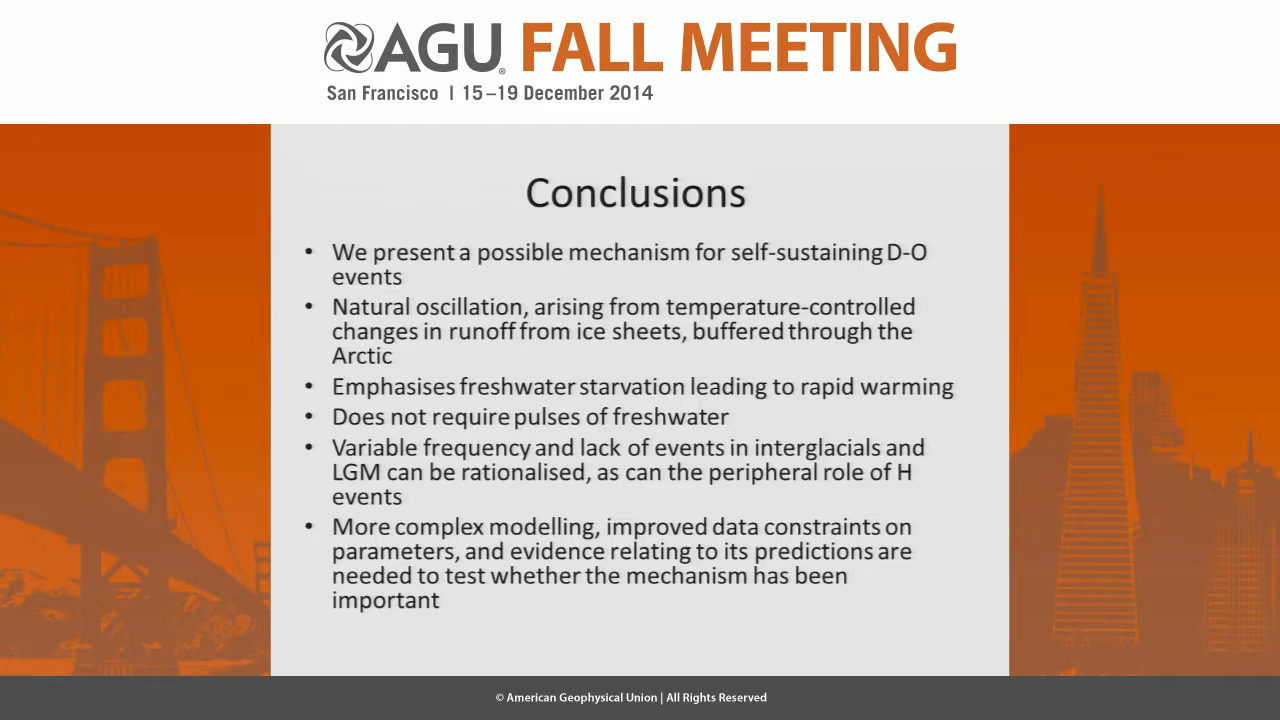 AGU® FALL MEETING
San Francisco | 15–19 December 2014
Conclusions
• We present a possible mechanism for self-sustaining D-O
events
• Natural oscillation, arising from temperature-controlled
changes in runoff from ice sheets, buffered through the
Arctic
• Emphasises freshwater starvation leading to rapid warming
• Does not require pulses of freshwater
• Variable frequency and lack of events in interglacials and
LGM can be rationalised, as can the peripheral role of H
events
• More complex modelling, improved data constraints on
parameters, and evidence relating to its predictions are
needed to test whether the mechanism has been
important
© American Geophysical Union | All Rights Reserved